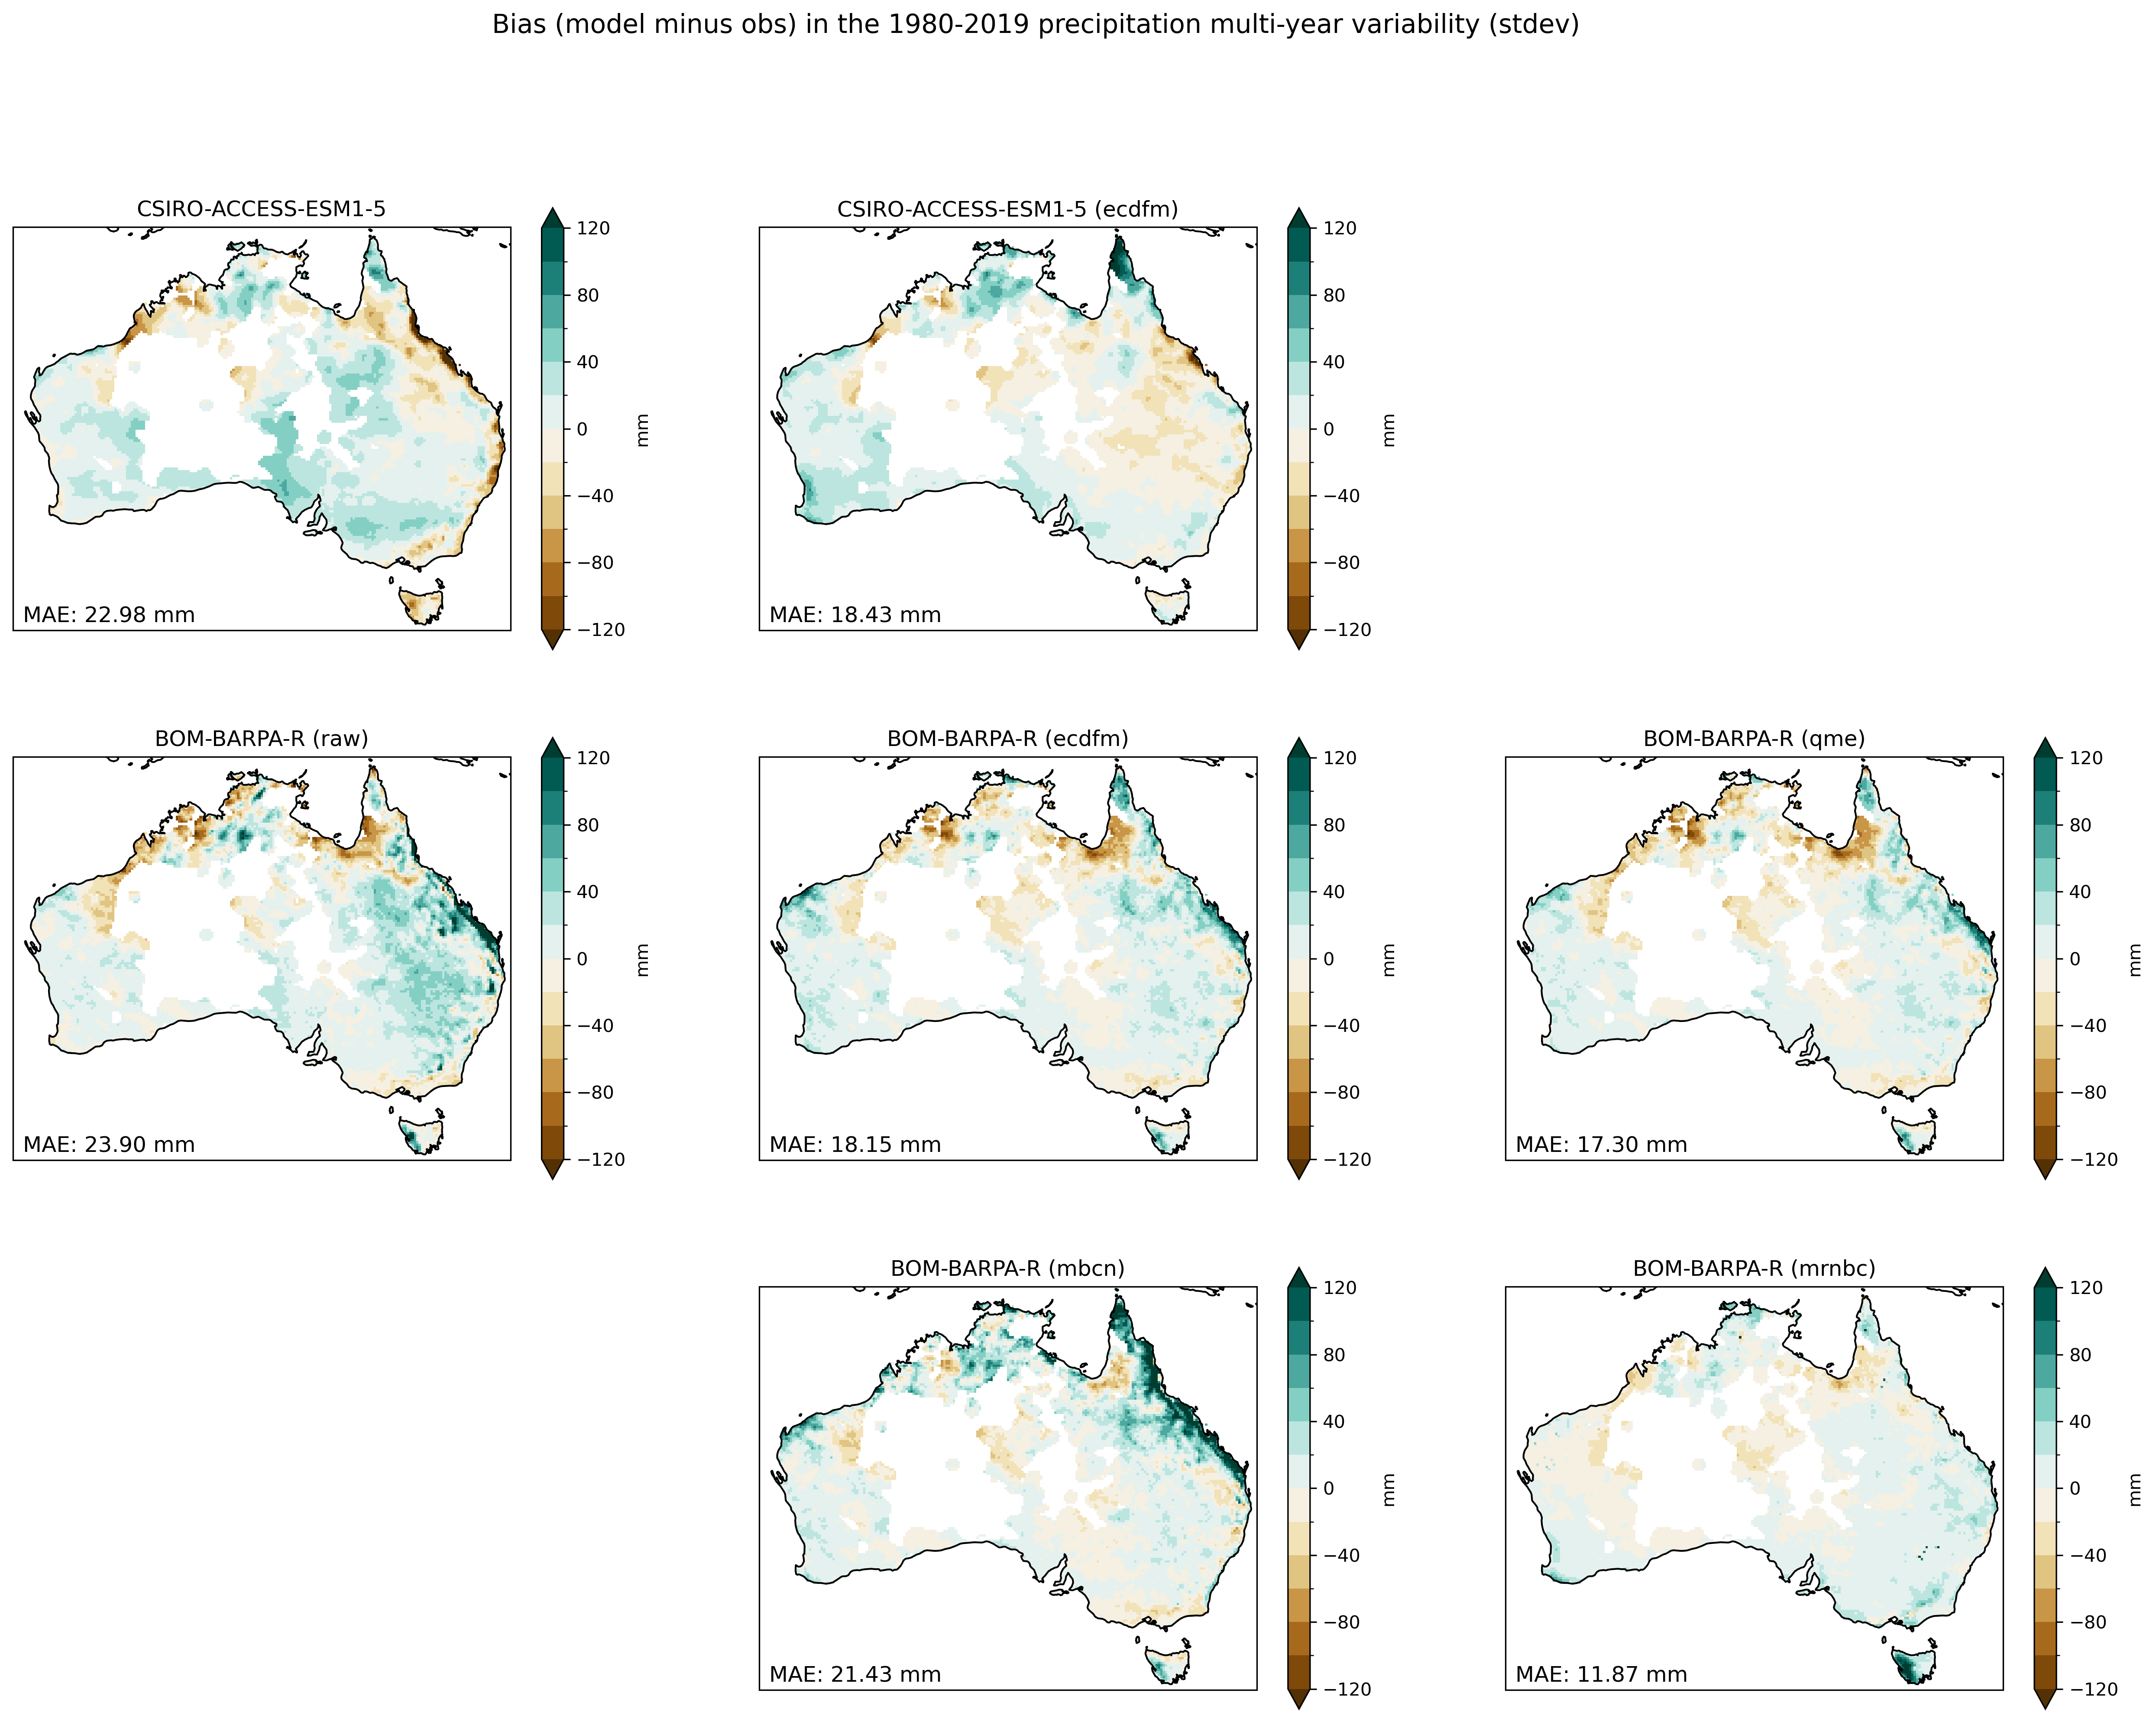 Bias (model minus obs) in the 1980-2019 precipitation multi-year variability (stdev)
CSIRO-ACCESS-ESM1-5
120
80
40
0
−40
−80
−120
mm
MAE: 22.98 mm
CSIRO-ACCESS-ESM1-5 (ecdfm)
120
80
40
0
−40
−80
−120
mm
MAE: 18.43 mm
BOM-BARPA-R (raw)
120
80
40
0
−40
−80
−120
mm
MAE: 23.90 mm
BOM-BARPA-R (ecdfm)
120
80
40
0
−40
−80
−120
mm
MAE: 18.15 mm
BOM-BARPA-R (qme)
120
80
40
0
−40
−80
−120
mm
MAE: 17.30 mm
BOM-BARPA-R (mbcn)
120
80
40
0
−40
−80
−120
mm
MAE: 21.43 mm
BOM-BARPA-R (mrnbc)
120
80
40
0
−40
−80
−120
mm
MAE: 11.87 mm